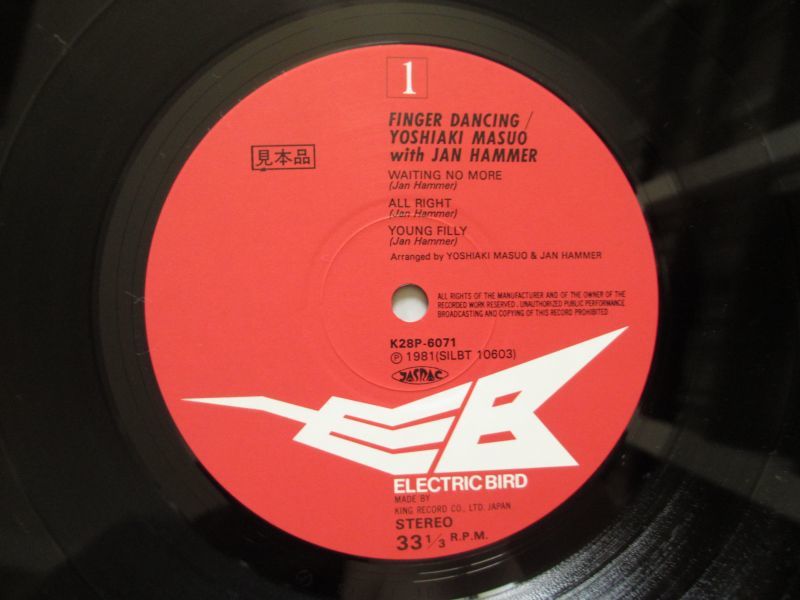 1
FINGER DANCING/
YOSHIAKI MASUO
with JAN HAMMER
見本品
WAITING NO MORE
(Jan Hammer)
ALL RIGHT
(Jan Hammer)
YOUNG FILLY
(Jan Hammer)
Arranged by YOSHIAKI MASUO & JAN HAMMER
ALL RIGHTS OF THE MANUFACTURER AND OF THE OWNER OF THE
RECORDED WORK RESERVED. UNAUTHORIZED PUBLIC PERFORMANCE
BROADCASTING AND COPYING OF THIS RECORD PROHIBITED
K28P-6071
Ⓟ 1981(SILBT 10603)
JASRAC
EB
ELECTRIC BIRD
MADE BY
KING RECORD CO., LTD. JAPAN
STEREO
33 1/3 R.P.M.